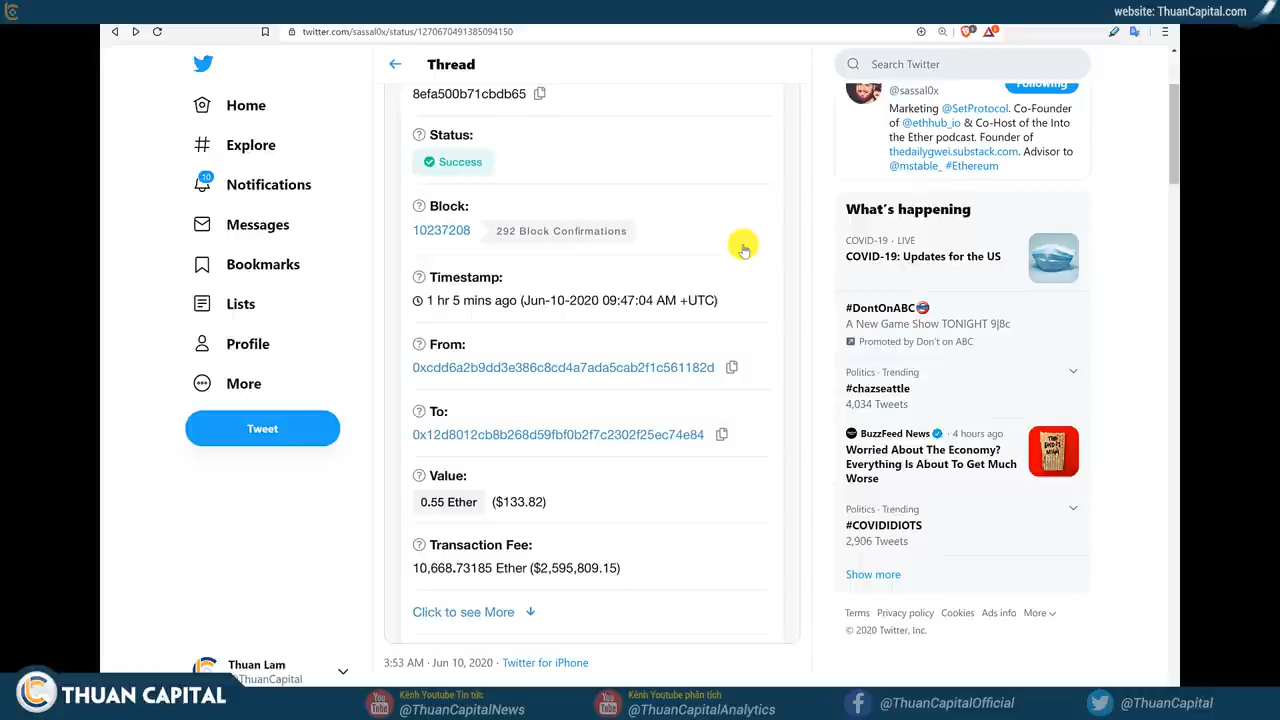 website: ThuanCapital.com
twitter.com/sassal0x/status/1270670491385094150
Thread
Search Twitter
Home
Explore
10
Notifications
Messages
Bookmarks
Lists
Profile
More
Tweet
Thuan Lam
@ThuanCapital
8efa500b71cbdb65
Status:
Success
Block:
10237208
292 Block Confirmations
Timestamp:
1 hr 5 mins ago (Jun-10-2020 09:47:04 AM +UTC)
From:
0xcdd6a2b9dd3e386c8cd4a7ada5cab2f1c561182d
To:
0x12d8012cb8b268d59fbf0b2f7c2302f25ec74e84
Value:
0.55 Ether ($133.82)
Transaction Fee:
10,668.73185 Ether ($2,595,809.15)
Click to see More
3:53 AM · Jun 10, 2020 · Twitter for iPhone
@sassal0x
Following
Marketing @SetProtocol. Co-Founder
of @ethhub_io & Co-Host of the Into
the Ether podcast. Founder of
thedailygwei.substack.com. Advisor to
@mstable_ #Ethereum
What's happening
COVID-19 · LIVE
COVID-19: Updates for the US
#DontOnABC
A New Game Show TONIGHT 9|8c
Promoted by Don't on ABC
Politics · Trending
#chazseattle
4,034 Tweets
BuzzFeed News · 4 hours ago
Worried About The Economy?
Everything Is About To Get Much
Worse
Politics · Trending
#COVIDIDIOTS
2,906 Tweets
Show more
Terms Privacy policy Cookies Ads info More
© 2020 Twitter, Inc.
THUAN CAPITAL
You Tube
Kênh Youtube Tin tức
@ThuanCapitalNews
You Tube
Kênh Youtube phân tích
@ThuanCapitalAnalytics
@ThuanCapitalOfficial
@ThuanCapital